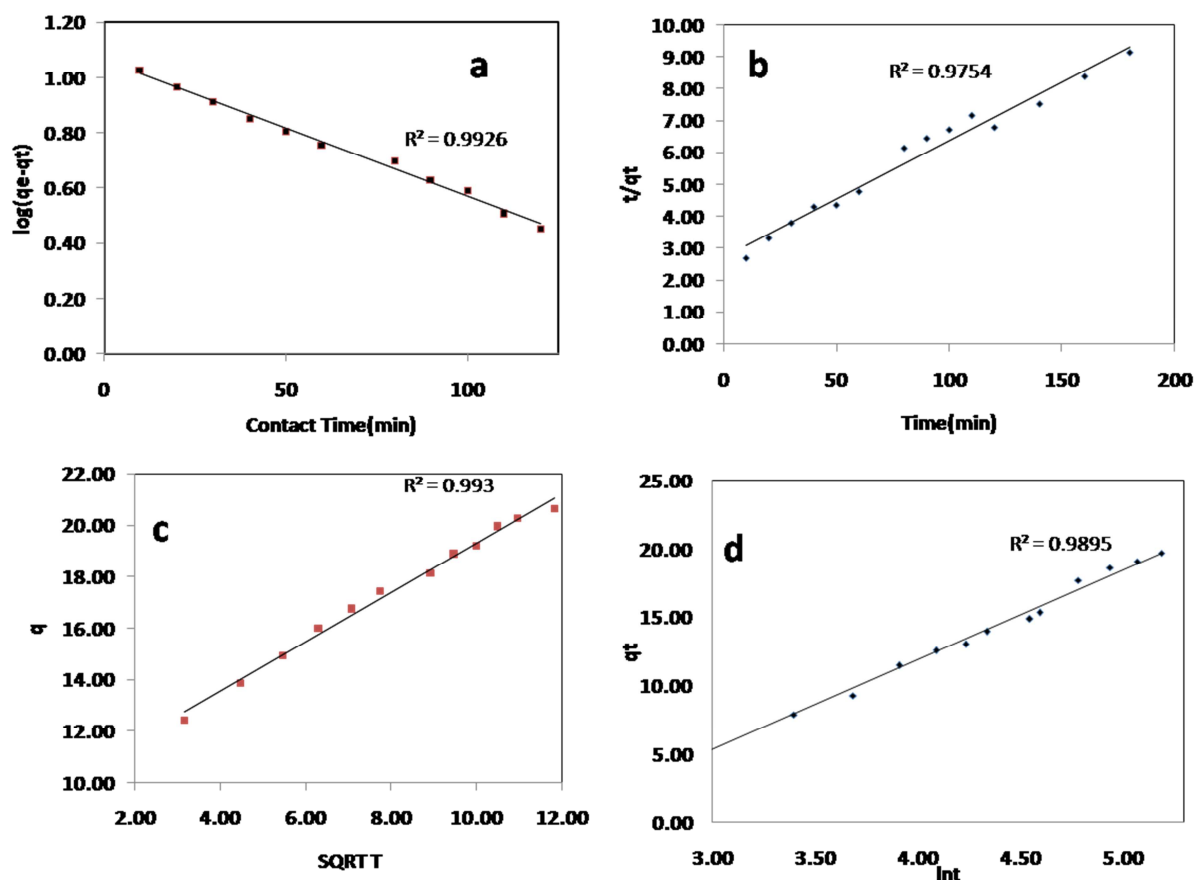 a
R² = 0.9926
log(qe-qt)
1.20
1.00
0.80
0.60
0.40
0.20
0.00
0 50 100
Contact Time(min)
b
R² = 0.9754
t/qt
10.00
9.00
8.00
7.00
6.00
5.00
4.00
3.00
2.00
1.00
0.00
0 50 100 150 200
Time(min)
c
R² = 0.993
q
22.00
20.00
18.00
16.00
14.00
12.00
10.00
2.00 4.00 6.00 8.00 10.00 12.00
SQRT T
d
R² = 0.9895
qt
25.00
20.00
15.00
10.00
5.00
0.00
3.00 3.50 4.00 4.50 5.00
lnt